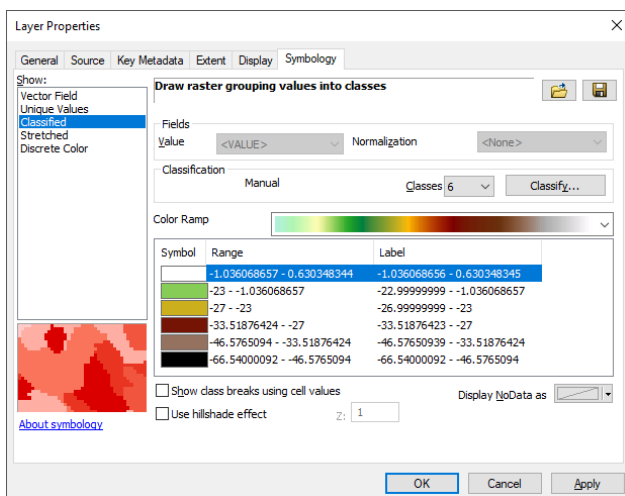 Layer Properties
General Source Key Metadata Extent Display Symbology
Show:
Vector Field
Unique Values
Classified
Stretched
Discrete Color
About symbology
Draw raster grouping values into classes
Fields
Value <VALUE> Normalization <None>
Classification
Manual Classes 6 Classify...
Color Ramp
Symbol Range Label
-1.036068657 - 0.630348344 -1.036068656 - 0.630348345
-23 - -1.036068657 -22.99999999 - -1.036068657
-27 - -23 -26.99999999 - -23
-33.51876424 - -27 -33.51876423 - -27
-46.5765094 - -33.51876424 -46.57650939 - -33.51876424
-66.54000092 - -46.5765094 -66.54000092 - -46.5765094
Show class breaks using cell values Display NoData as
Use hillshade effect Z: 1
OK Cancel Apply